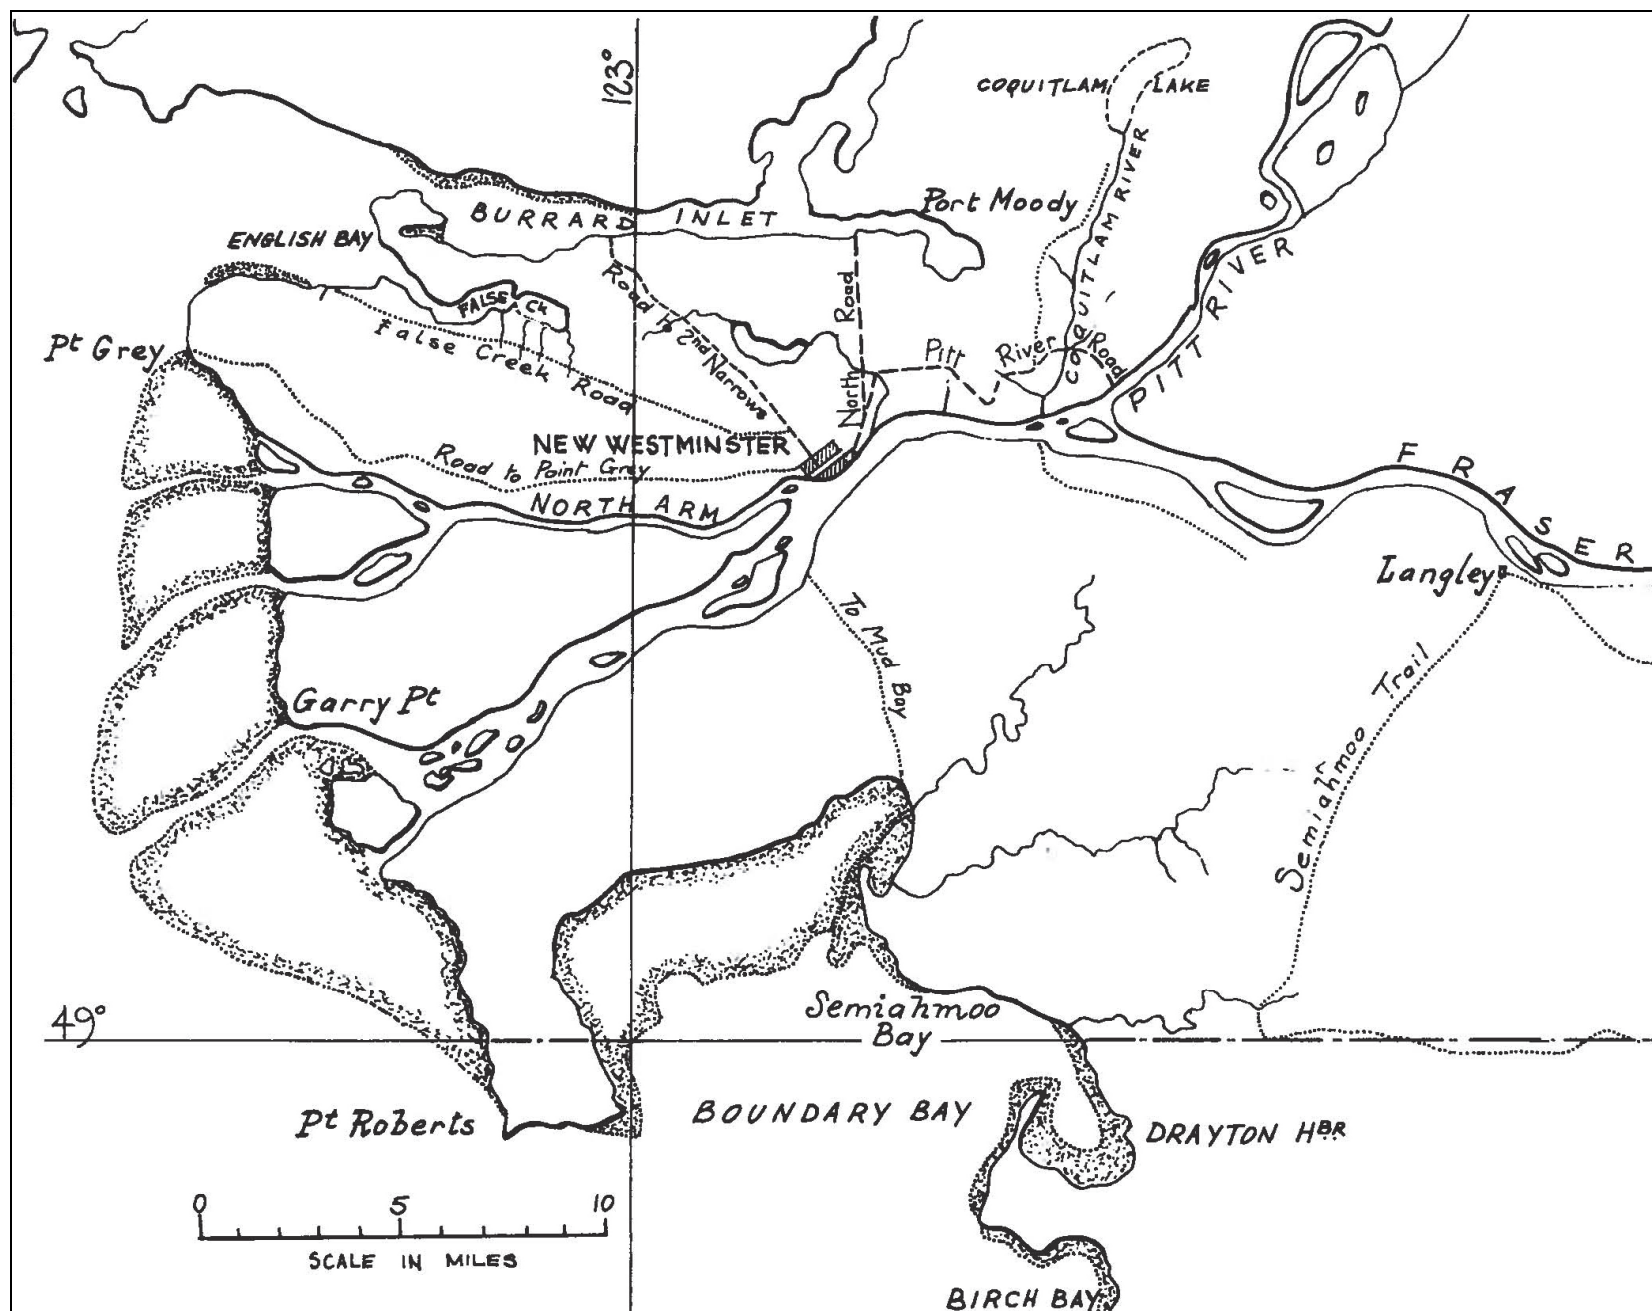 123°
COQUITLAM LAKE
COQUITLAM RIVER
Port Moody
BURRARD INLET
ENGLISH BAY
PITT RIVER
FALSE CK
Road to 2nd Narrows
North Road
Pitt River Road
False Creek Road
Pt Grey
NEW WESTMINSTER
Road to Point Grey
NORTH ARM
FRASER
Langley
To Mud Bay
Semiahmoo Trail
Garry Pt
49°
Semiahmoo
Bay
Pt Roberts
BOUNDARY BAY
DRAYTON HBR
0 5 10
SCALE IN MILES
BIRCH BAY